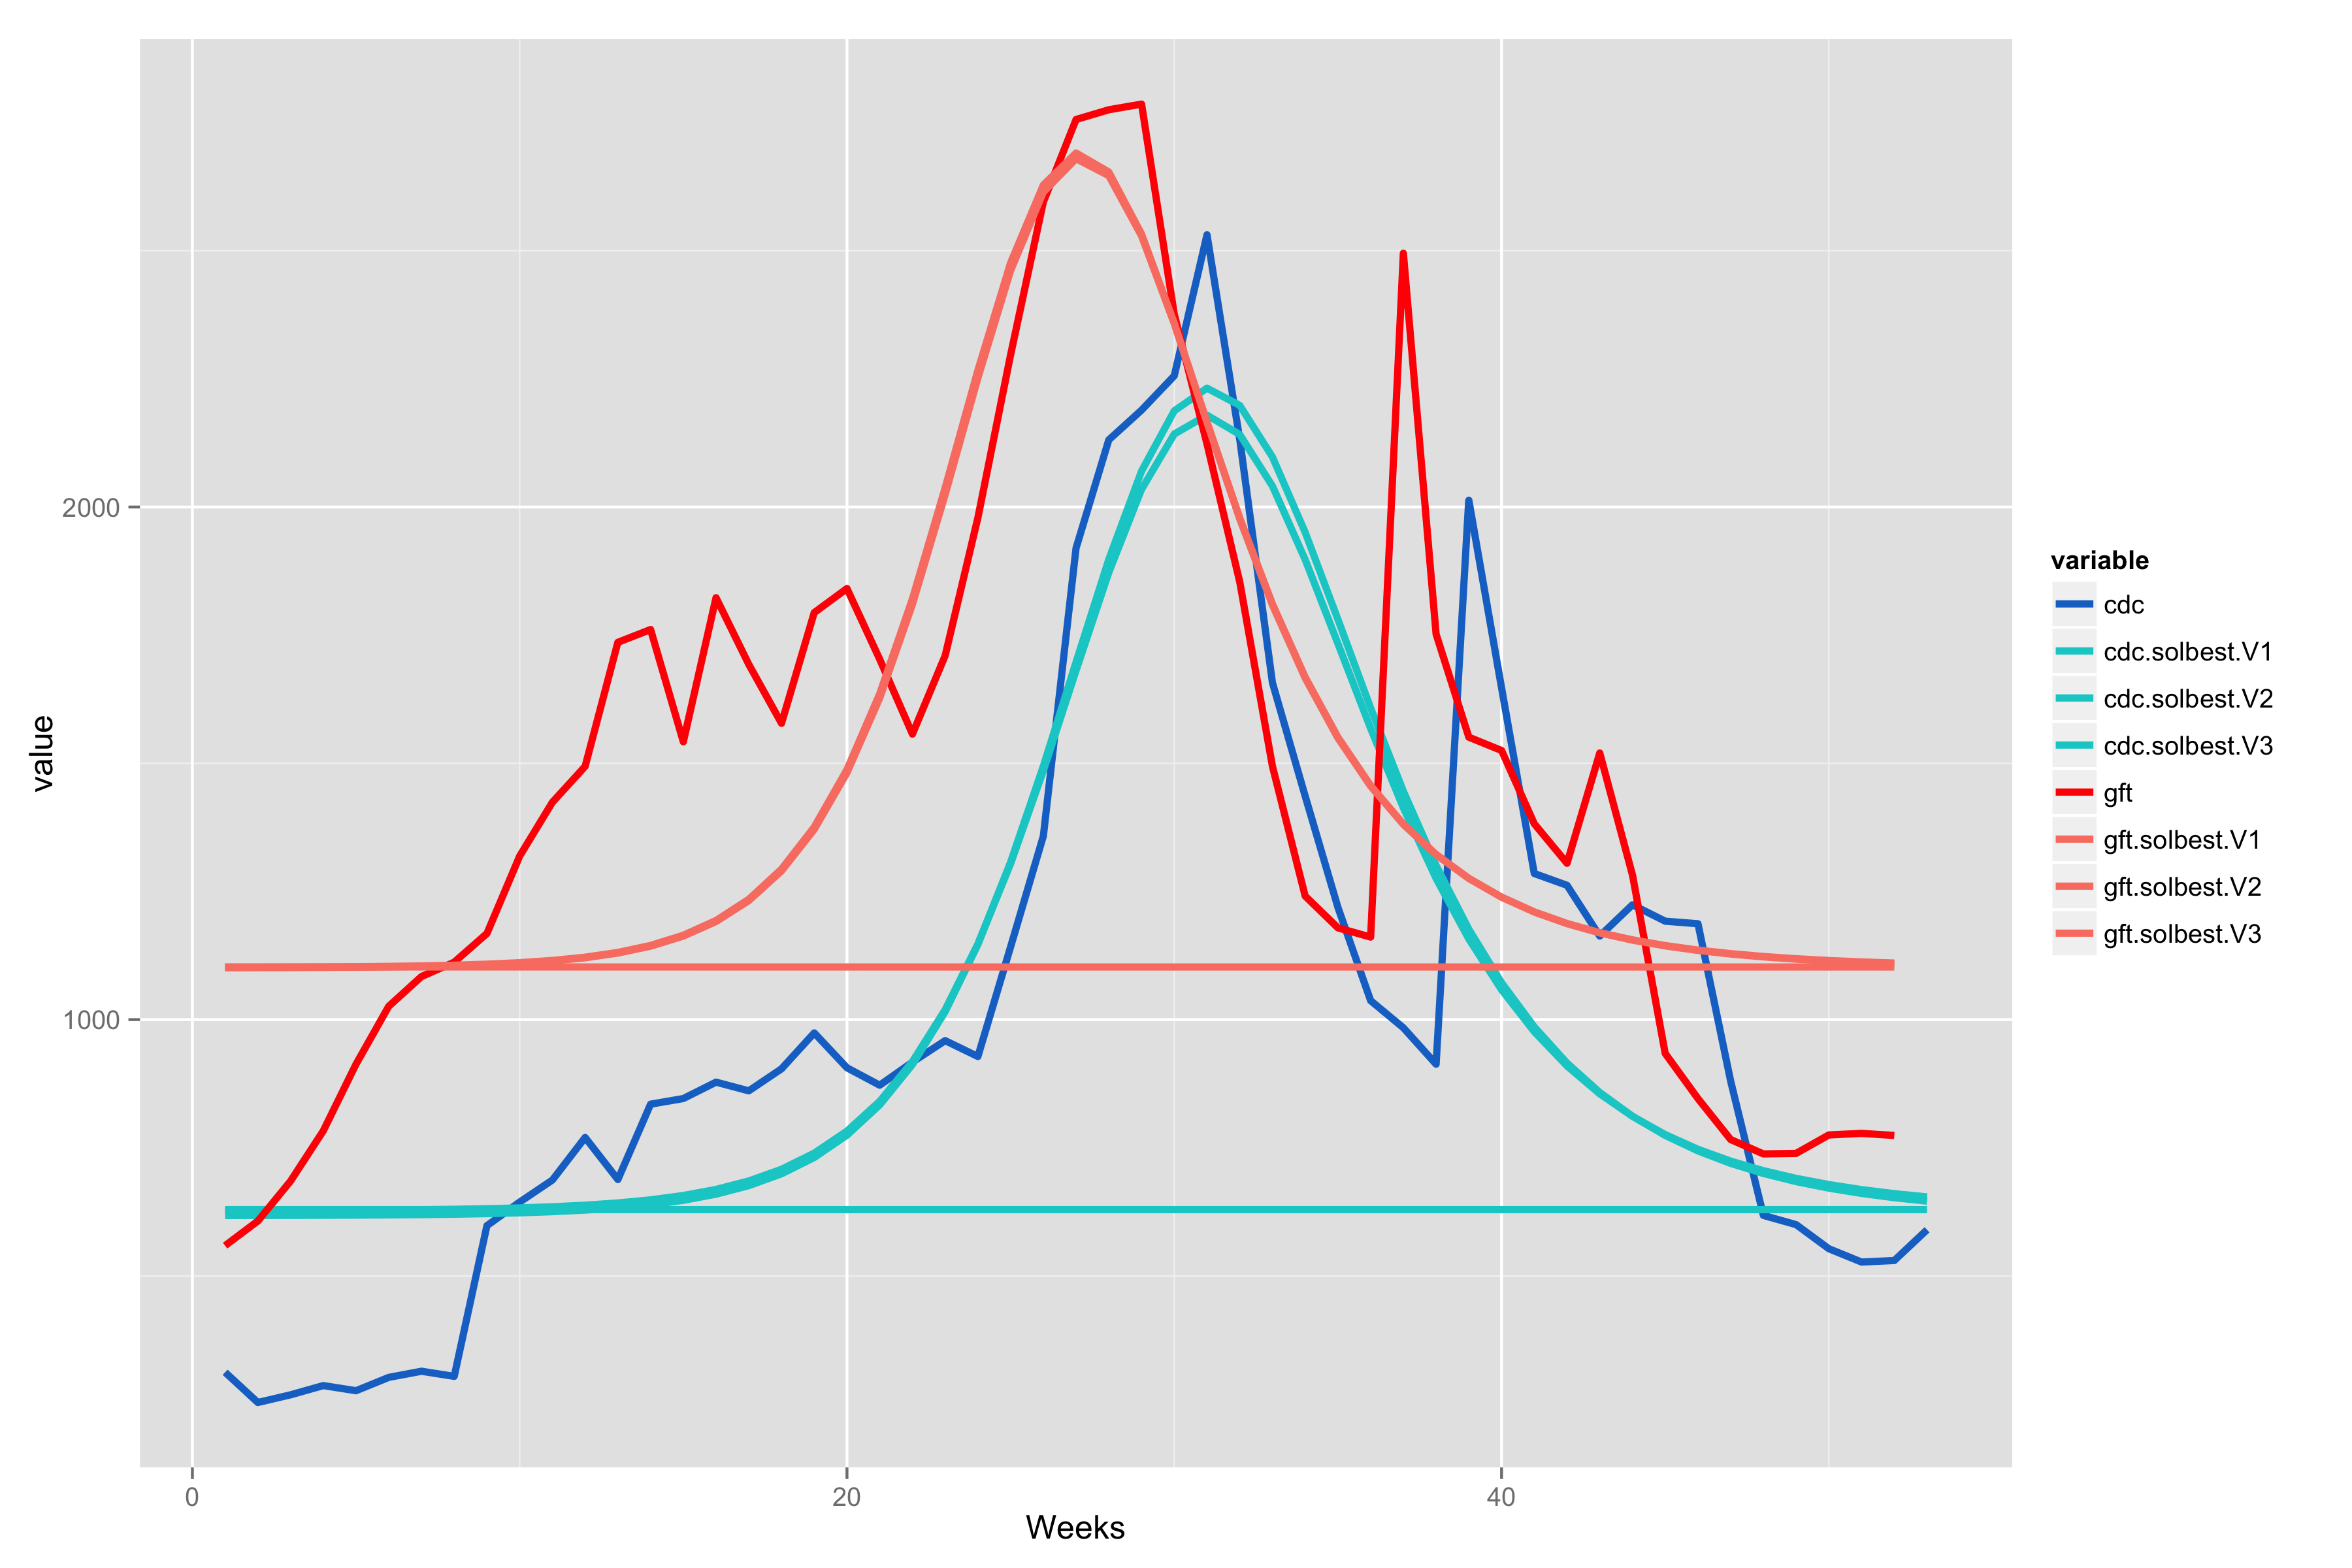 value
2000
1000
0
20
40
Weeks
variable
cdc
cdc.solbest.V1
cdc.solbest.V2
cdc.solbest.V3
gft
gft.solbest.V1
gft.solbest.V2
gft.solbest.V3